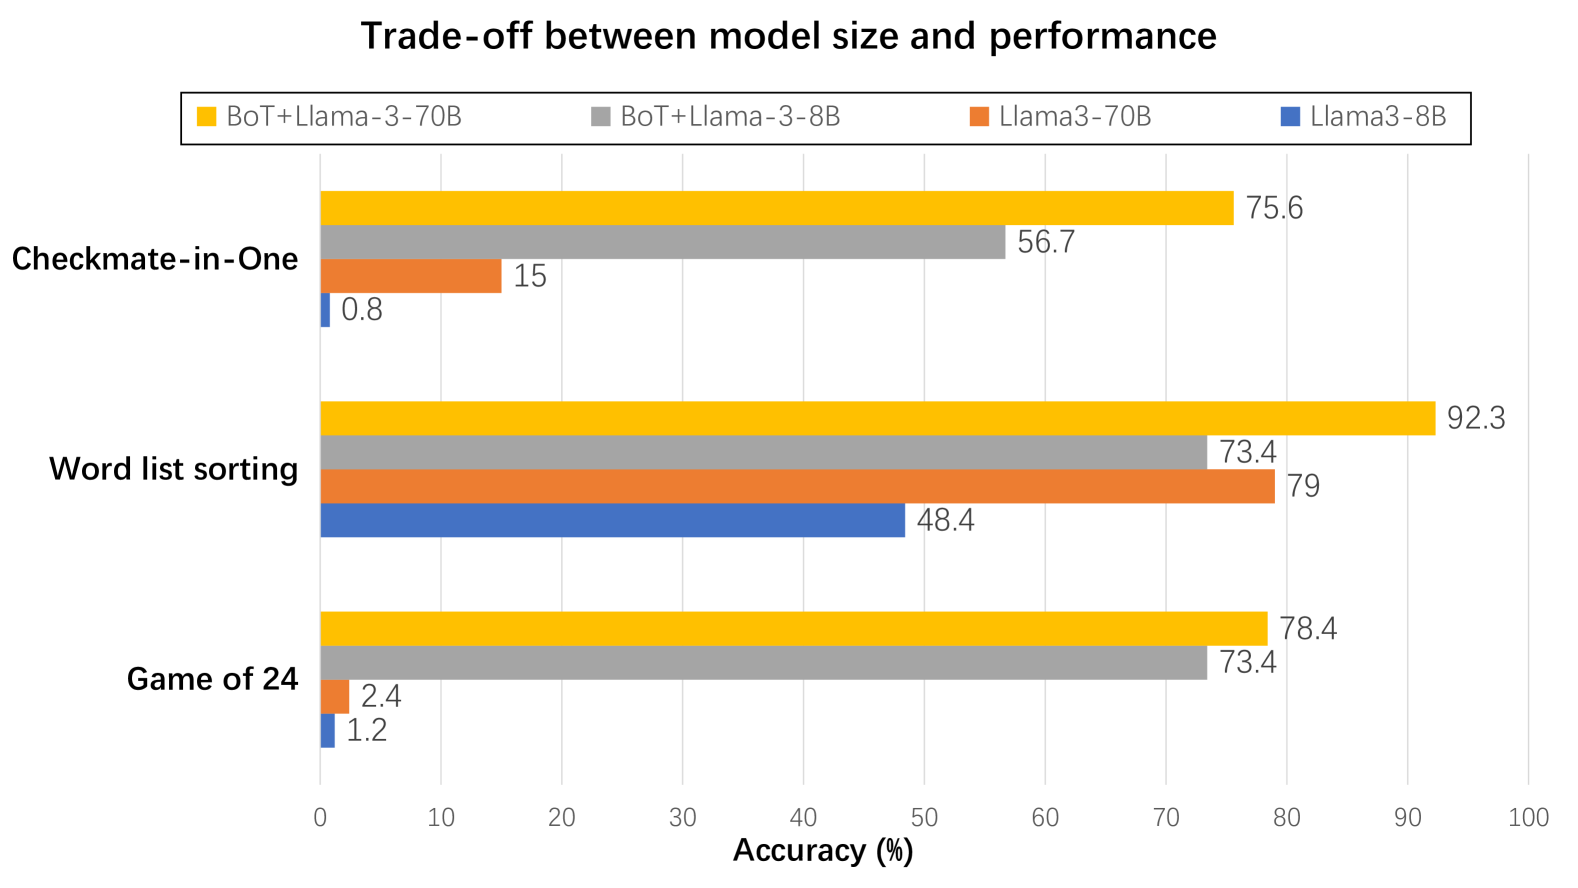 Trade-off between model size and performance
BoT+Llama-3-70B BoT+Llama-3-8B Llama3-70B Llama3-8B
Checkmate-in-One
75.6
56.7
15
0.8
Word list sorting
92.3
73.4
79
48.4
Game of 24
78.4
73.4
2.4
1.2
0 10 20 30 40 50 60 70 80 90 100
Accuracy (%)